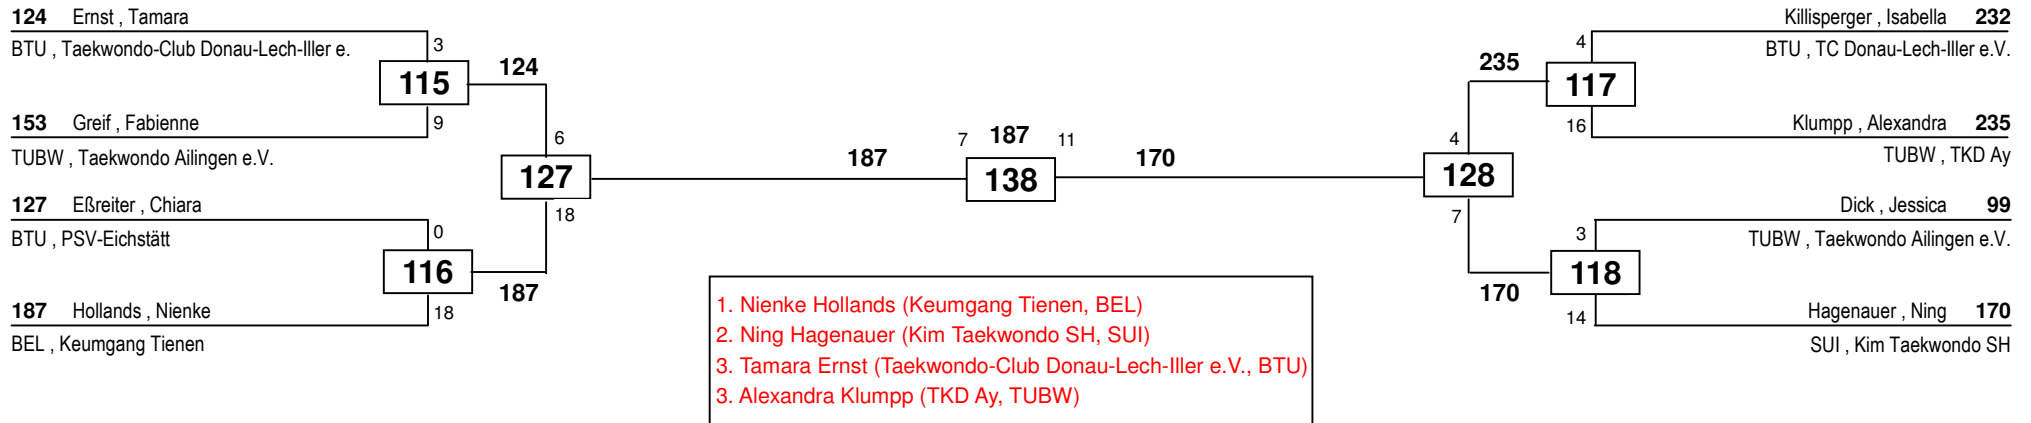 124 Ernst , Tamara
BTU , Taekwondo-Club Donau-Lech-Iller e.
3
115
124
153 Greif , Fabienne
9
TUBW , Taekwondo Ailingen e.V.
6
127
18
127 Eßreiter , Chiara
BTU , PSV-Eichstätt
0
116
187
187 Hollands , Nienke
18
BEL , Keumgang Tienen
187
7 187 11
138
170
Killisperger , Isabella 232
BTU , TC Donau-Lech-Iller e.V.
4
235
117
Klumpp , Alexandra 235
16
TUBW , TKD Ay
4
128
7
Dick , Jessica 99
TUBW , Taekwondo Ailingen e.V.
3
118
170
Hagenauer , Ning 170
14
SUI , Kim Taekwondo SH
1. Nienke Hollands (Keumgang Tienen, BEL)
2. Ning Hagenauer (Kim Taekwondo SH, SUI)
3. Tamara Ernst (Taekwondo-Club Donau-Lech-Iller e.V., BTU)
3. Alexandra Klumpp (TKD Ay, TUBW)